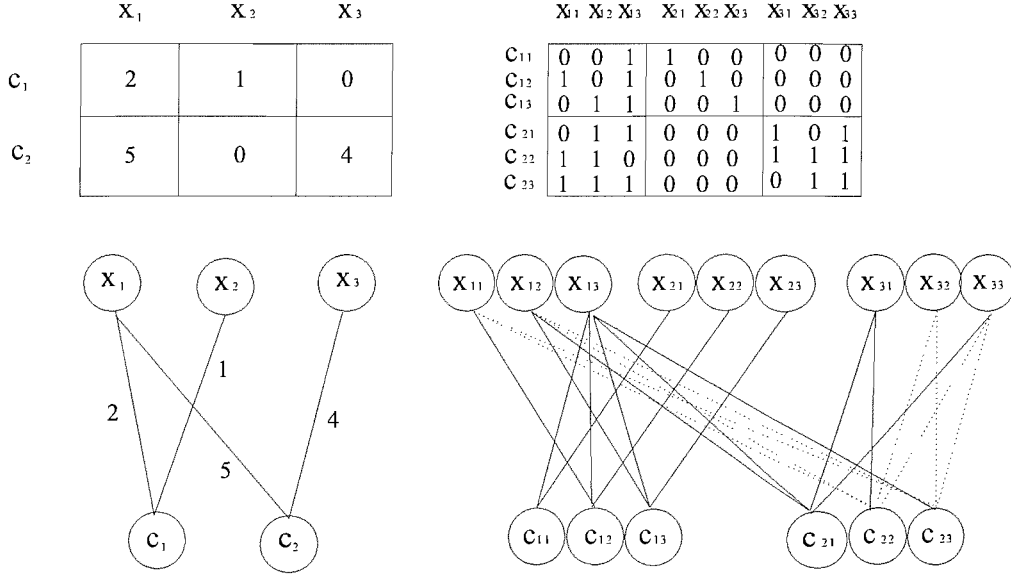 x₁ x₂ x₃
c₁ 2 1 0
c₂ 5 0 4
x₁₁ x₁₂ x₁₃ x₂₁ x₂₂ x₂₃ x₃₁ x₃₂ x₃₃
c₁₁ 0 0 1 1 0 0 0 0 0
c₁₂ 1 0 1 0 1 0 0 0 0
c₁₃ 0 1 1 0 0 1 0 0 0
c₂₁ 0 1 1 0 0 0 1 0 1
c₂₂ 1 1 0 0 0 0 1 1 1
c₂₃ 1 1 1 0 0 0 0 1 1
x₁ x₂ x₃
1
2 4
5
c₁ c₂
x₁₁ x₁₂ x₁₃ x₂₁ x₂₂ x₂₃ x₃₁ x₃₂ x₃₃
c₁₁ c₁₂ c₁₃ c₂₁ c₂₂ c₂₃